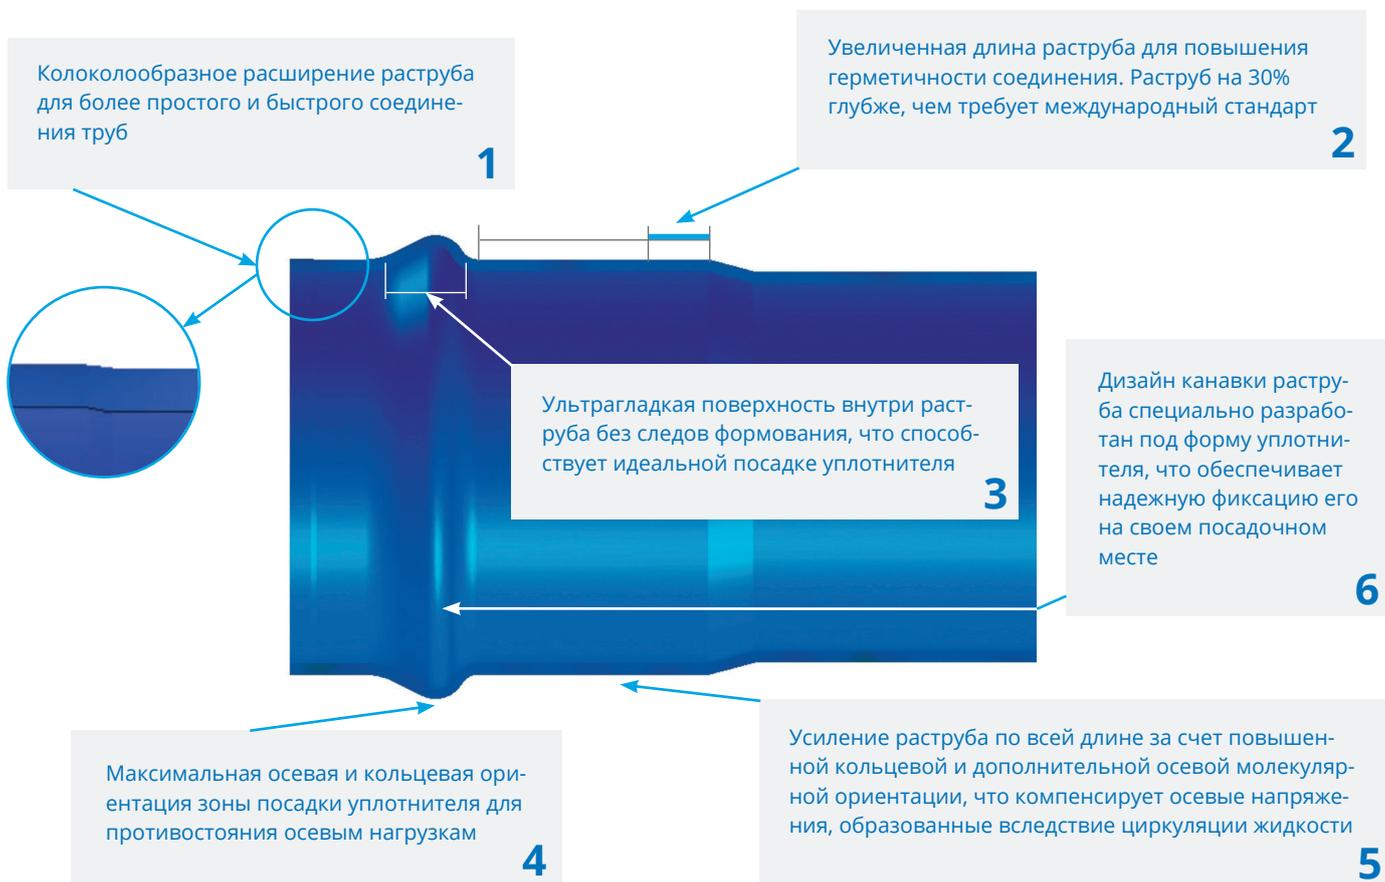 Колоколообразное расширение раструба
для более простого и быстрого соедине-
ния труб
1
Увеличенная длина раструба для повышения
герметичности соединения. Раструб на 30%
глубже, чем требует международный стандарт
2
Ультрагладкая поверхность внутри раст-
руба без следов формования, что способ-
ствует идеальной посадке уплотнителя
3
Максимальная осевая и кольцевая ори-
ентация зоны посадки уплотнителя для
противостояния осевым нагрузкам
4
Усиление раструба по всей длине за счет повышен-
ной кольцевой и дополнительной осевой молекуляр-
ной ориентации, что компенсирует осевые напряже-
ния, образованные вследствие циркуляции жидкости
5
Дизайн канавки растру-
ба специально разрабо-
тан под форму уплотни-
теля, что обеспечивает
надежную фиксацию его
на своем посадочном
месте
6